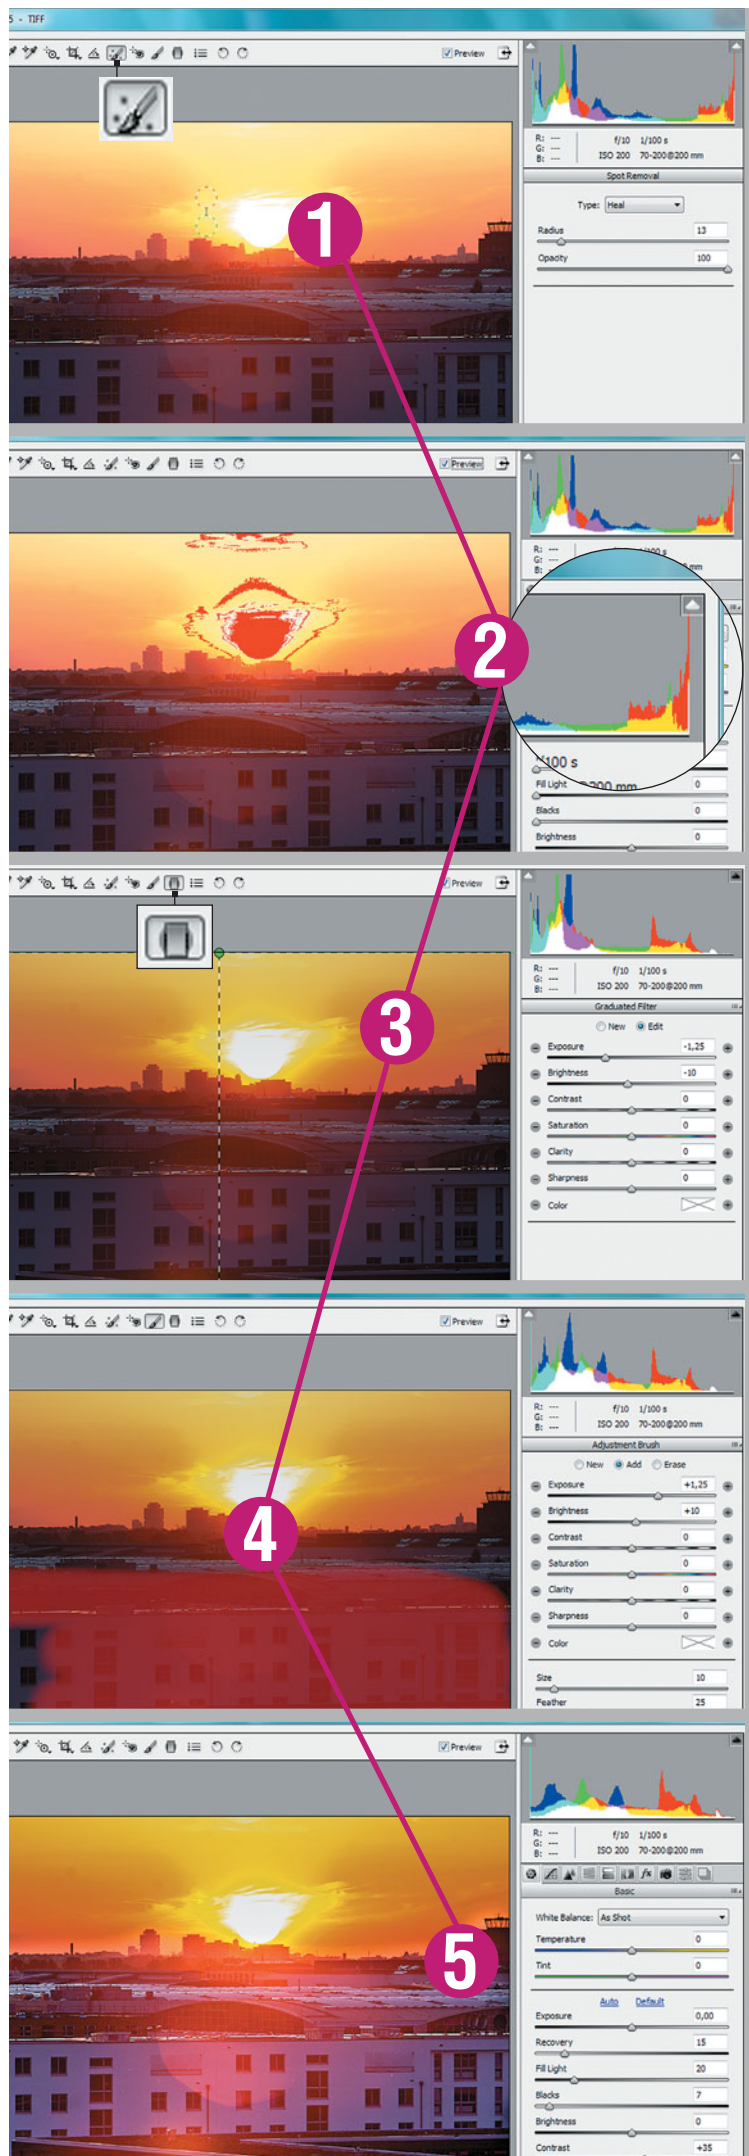 5 - TIFF
Preview
R: ---
G: ---
B: ---
f/10 1/100 s
ISO 200 70-200@200 mm
Spot Removal
Type: Heal
Radius 13
Opacity 100
1
Preview
R: ---
G: ---
B: ---
1/100 s
mm
2
/100 s
@200 mm
Fill Light 0
Blacks 0
Brightness 0
Preview
R: ---
G: ---
B: ---
f/10 1/100 s
ISO 200 70-200@200 mm
Graduated Filter
New Edit
Exposure -1,25
Brightness -10
Contrast 0
Saturation 0
Clarity 0
Sharpness 0
Color
3
Preview
R: ---
G: ---
B: ---
f/10 1/100 s
ISO 200 70-200@200 mm
Adjustment Brush
New Add Erase
Exposure +1,25
Brightness +10
Contrast 0
Saturation 0
Clarity 0
Sharpness 0
Color
Size 10
Feather 25
4
Preview
R: ---
G: ---
B: ---
f/10 1/100 s
ISO 200 70-200@200 mm
fx
Basic
White Balance: As Shot
Temperature 0
Tint 0
Auto Default
Exposure 0,00
Recovery 15
Fill Light 20
Blacks 7
Brightness 0
Contrast +35
5